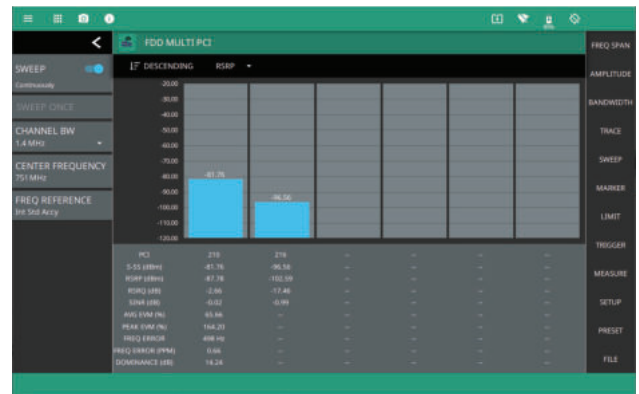 FDD MULTI PCI
FREQ SPAN
SWEEP
Continuously
DESCENDING RSRP
AMPLITUDE
SWEEP ONCE
BANDWIDTH
CHANNEL BW
1.4 MHz
TRACE
CENTER FREQUENCY
751 MHz
SWEEP
FREQ REFERENCE
Int Std Accy
MARKER
LIMIT
TRIGGER
MEASURE
SETUP
PRESET
FILE
-20.00
-30.00
-40.00
-50.00
-60.00
-70.00
-80.00
-90.00
-100.00
-110.00
-120.00
-81.76
-96.56
PCI 210 216 -- -- -- --
S-SS (dBm) -81.76 -96.56 -- -- -- --
RSRP (dBm) -87.78 -102.59 -- -- -- --
RSRQ (dB) -2.66 -17.46 -- -- -- --
SINR (dB) -0.02 -0.99 -- -- -- --
AVG EVM (%) 65.66 -- -- -- -- --
PEAK EVM (%) 164.20 -- -- -- -- --
FREQ ERROR 498 Hz -- -- -- -- --
FREQ ERROR (PPM) 0.66 -- -- -- -- --
DOMINANCE (dB) 14.24 -- -- -- -- --